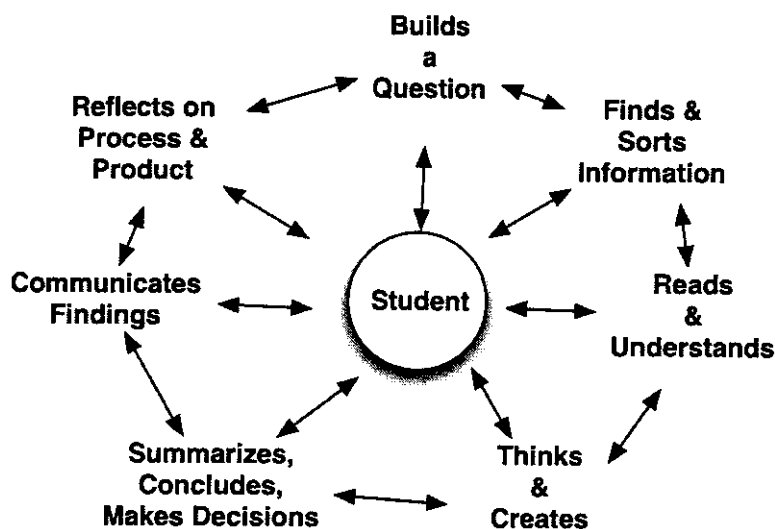 Builds
a
Question
Finds &
Sorts
Information
Reads
&
Understands
Thinks
&
Creates
Summarizes,
Concludes,
Makes Decisions
Communicates
Findings
Reflects on
Process &
Product
Student